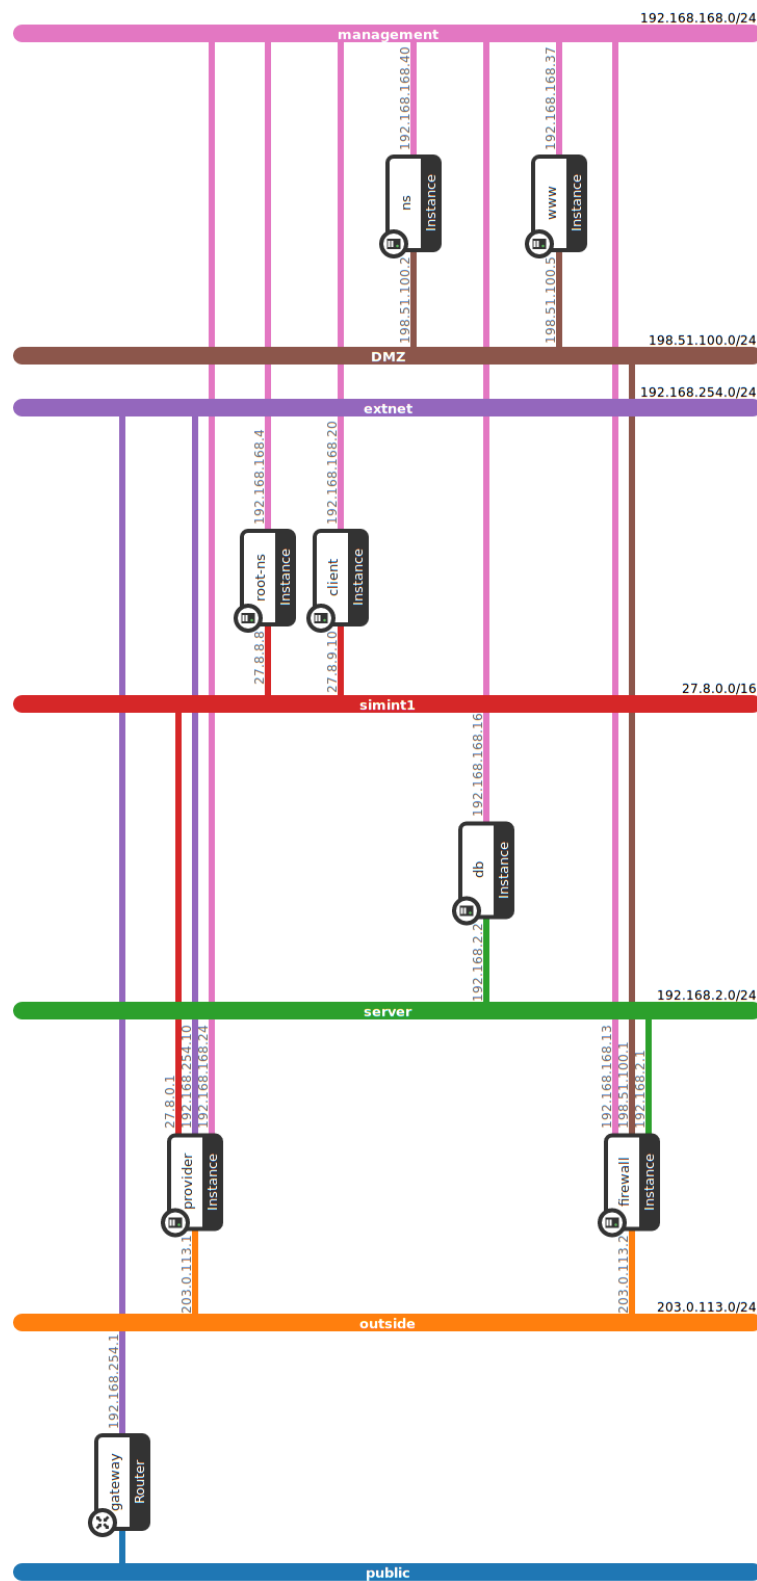 192.168.168.0/24
management
192.168.168.40
192.168.168.37
ns
Instance
www
Instance
198.51.100.2
198.51.100.5
198.51.100.0/24
DMZ
192.168.254.0/24
extnet
192.168.168.4
192.168.168.20
root-ns
Instance
client
Instance
27.8.8.8
27.8.9.10
27.8.0.0/16
simint1
192.168.168.16
db
Instance
192.168.2.2
192.168.2.0/24
server
27.8.0.1
192.168.254.10
192.168.168.24
192.168.168.13
198.51.100.1
192.168.2.1
provider
Instance
firewall
Instance
203.0.113.1
203.0.113.2
203.0.113.0/24
outside
192.168.254.1
gateway
Router
public